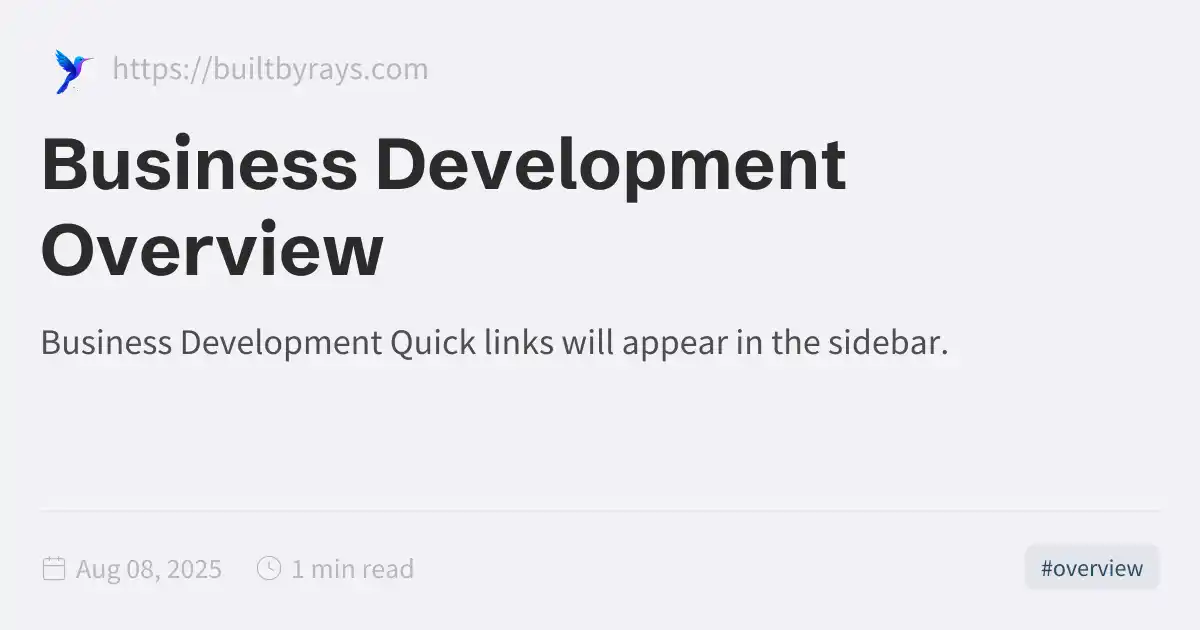 https://builtbyrays.com
Business Development
Overview
Business Development Quick links will appear in the sidebar.
Aug 08, 2025
1 min read
#overview